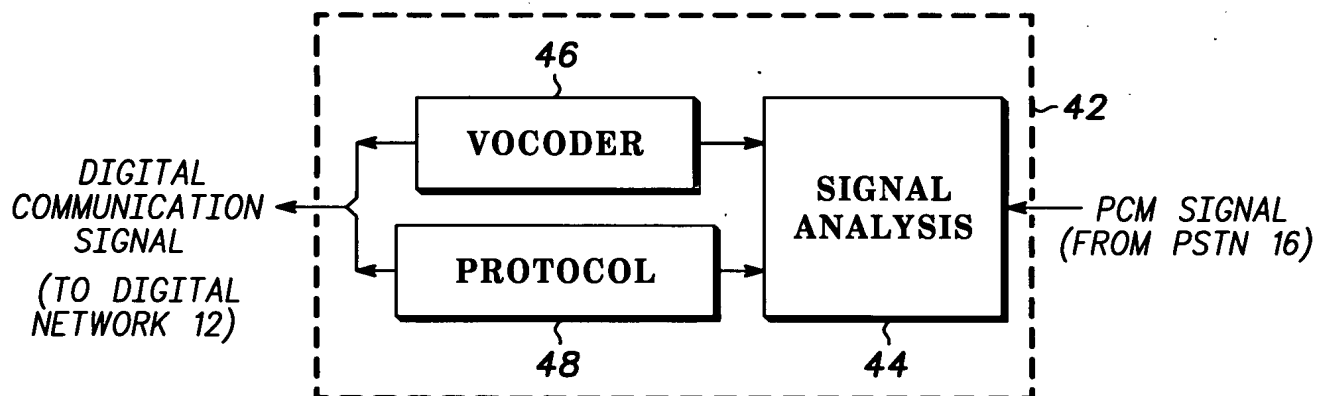 46
VOCODER
42
DIGITAL
COMMUNICATION
SIGNAL
(TO DIGITAL
NETWORK 12)
SIGNAL
ANALYSIS
PCM SIGNAL
(FROM PSTN 16)
PROTOCOL
48
44